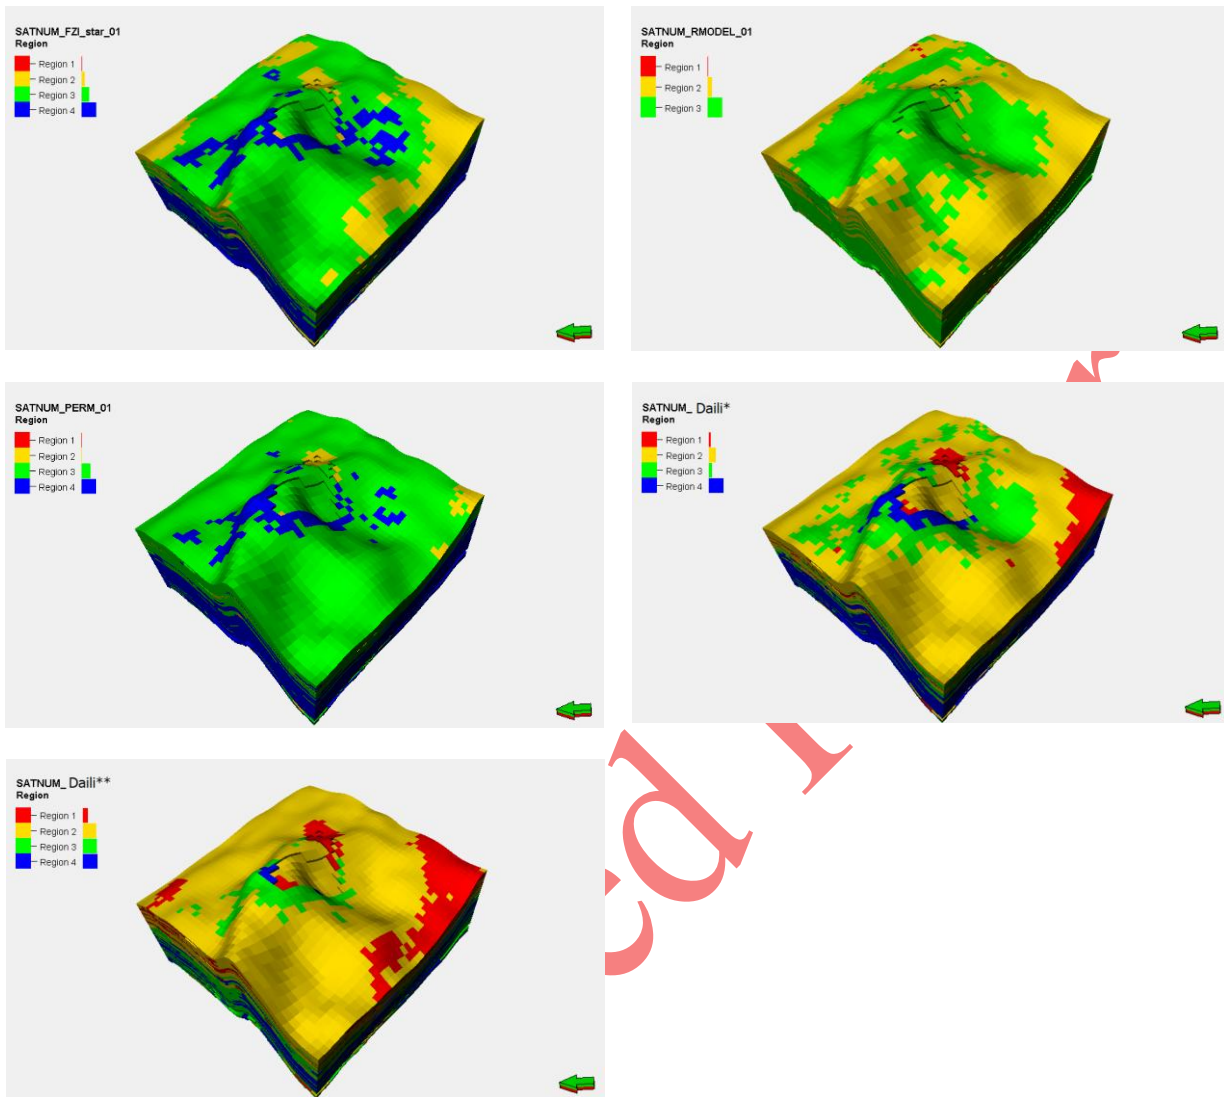 SATNUM_FZI_star_01
Region
Region 1
Region 2
Region 3
Region 4
SATNUM_RMODEL_01
Region
Region 1
Region 2
Region 3
SATNUM_PERM_01
Region
Region 1
Region 2
Region 3
Region 4
SATNUM_ Daili*
Region
Region 1
Region 2
Region 3
Region 4
SATNUM_ Daili**
Region
Region 1
Region 2
Region 3
Region 4